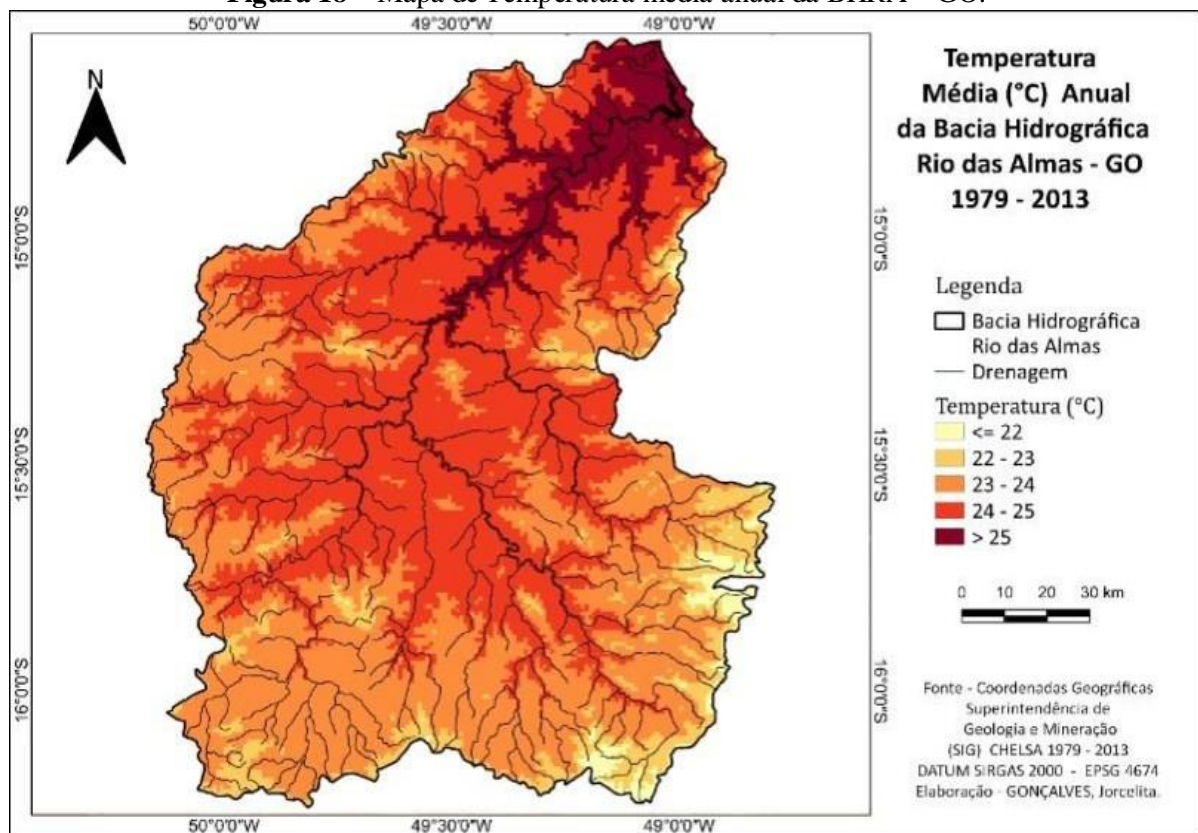 Mapa de Temperatura média anual da
50°0'0"W 49°30'0"W 49°0'0"W
N
Temperatura
Média (°C) Anual
da Bacia Hidrográfica
Rio das Almas - GO
1979 - 2013
15°0'0"S
15°0'0"S
Legenda
Bacia Hidrográfica
Rio das Almas
Drenagem
Temperatura (°C)
<= 22
22 - 23
23 - 24
24 - 25
> 25
15°30'0"S
15°30'0"S
0 10 20 30 km
16°0'0"S
16°0'0"S
Fonte - Coordenadas Geográficas
Superintendência de
Geologia e Mineração
(SIG) CHELSA 1979 - 2013
DATUM SIRGAS 2000 - EPSG 4674
Elaboração - GONÇALVES, Jorcelita.
50°0'0"W 49°30'0"W 49°0'0"W